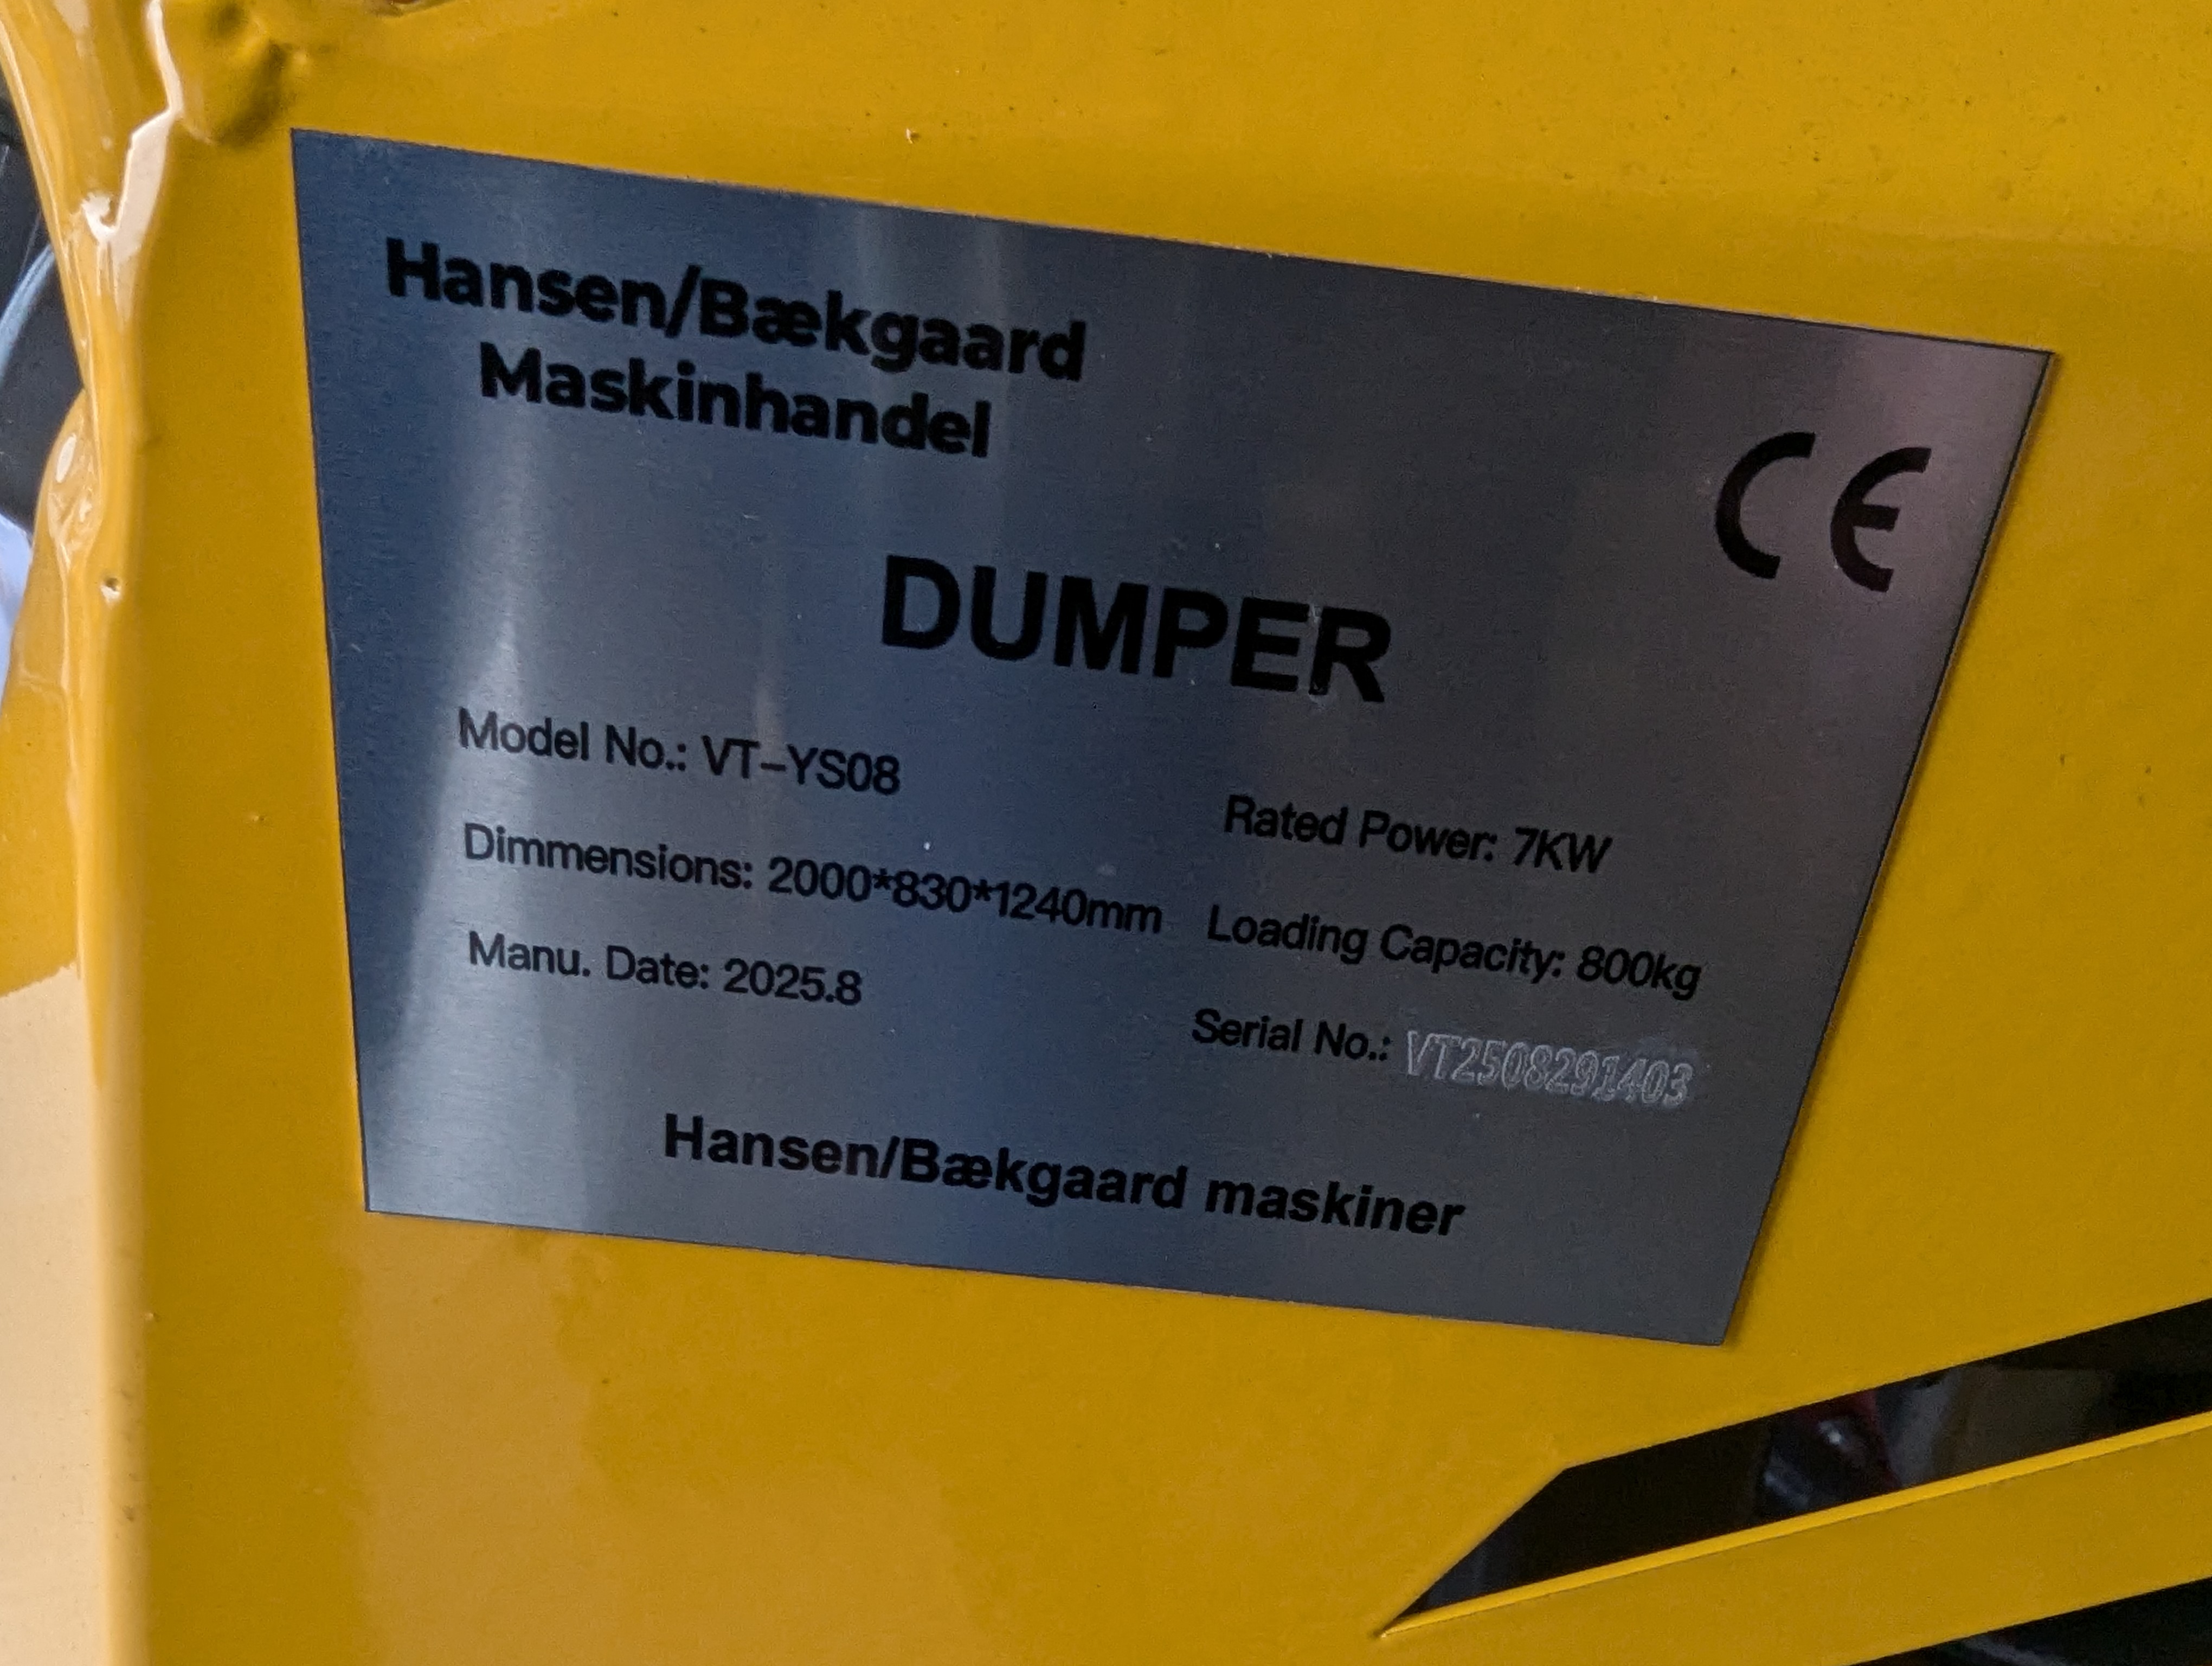 Hansen/Bækgaard
Maskinhandel
CE
DUMPER
Model No.: VT-YS08
Rated Power: 7KW
Dimmensions: 2000*830*1240mm
Loading Capacity: 800kg
Manu. Date: 2025.8
Serial No.: VT2508291403
Hansen/Bækgaard maskiner